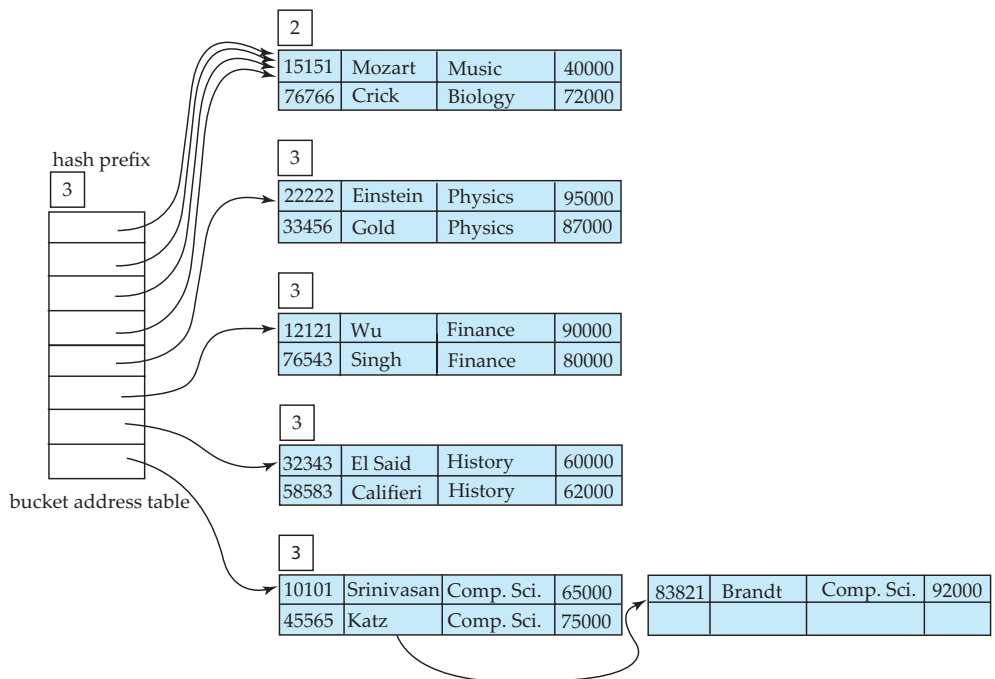 2
15151 Mozart Music 40000
76766 Crick Biology 72000
hash prefix
3
3
22222 Einstein Physics 95000
33456 Gold Physics 87000
3
12121 Wu Finance 90000
76543 Singh Finance 80000
3
32343 El Said History 60000
58583 Califieri History 62000
bucket address table
3
10101 Srinivasan Comp. Sci. 65000
45565 Katz Comp. Sci. 75000
83821 Brandt Comp. Sci. 92000